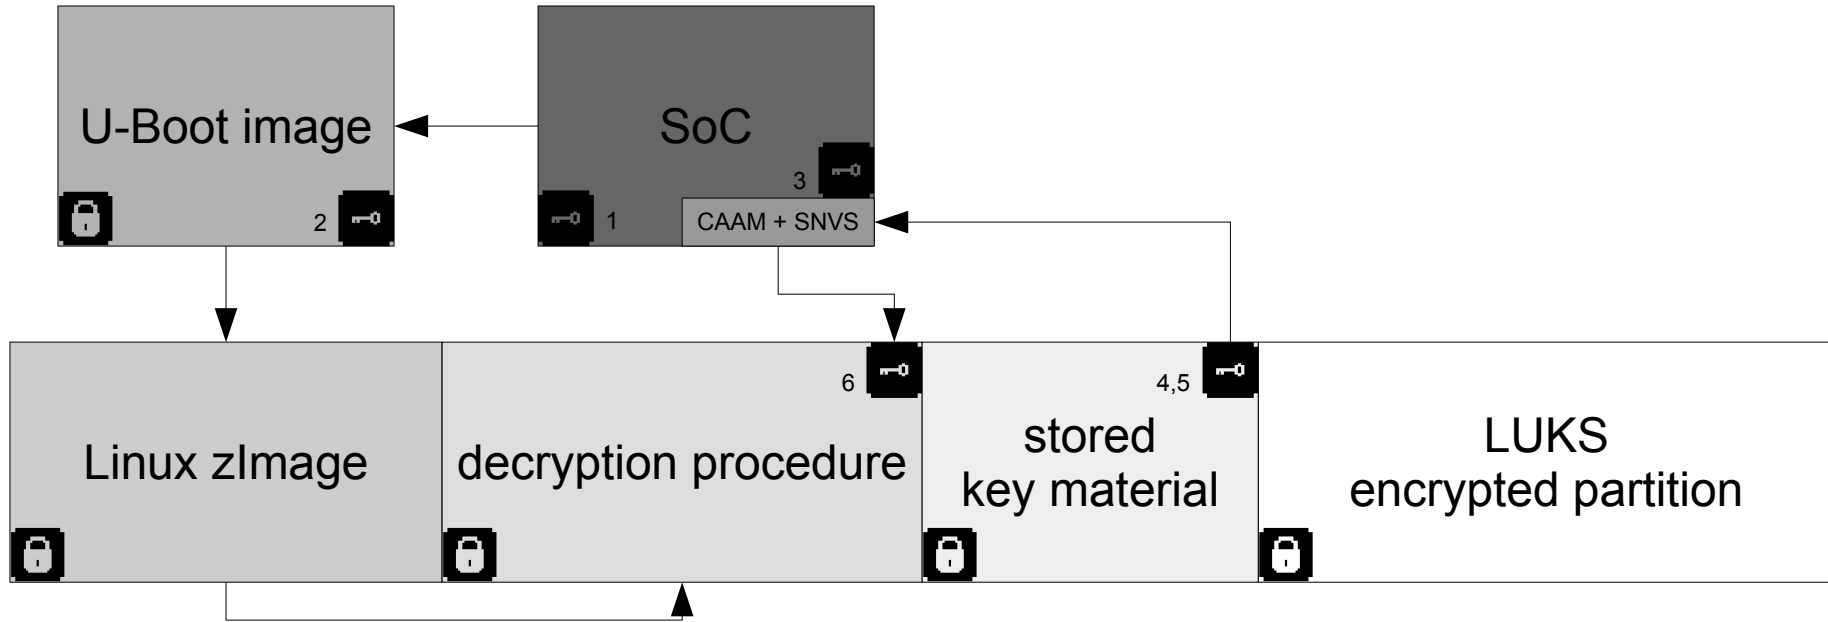 U-Boot image
2
SoC
3
1
CAAM + SNVS
Linux zImage
6
decryption procedure
4,5
stored
key material
LUKS
encrypted partition